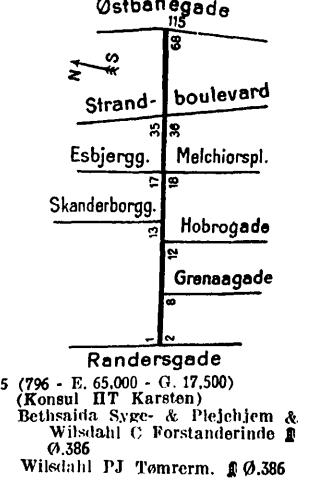 Østbanegade
115
68
N
S
Strand- boulevard
35 36
Esbjergg. Melchiorspl.
17 18
Skanderborgg.
13
Hobrogade
12
Grenaagade
8
1 2
Randersgade
5 (796 - E. 65,000 - G. 17,500)
(Konsul HT Karsten)
Bethsaida Syge- & Plejehjem &
Wilsdahl C Forstanderinde
Ø.386
Wilsdahl PJ Tømrerm. Ø.386